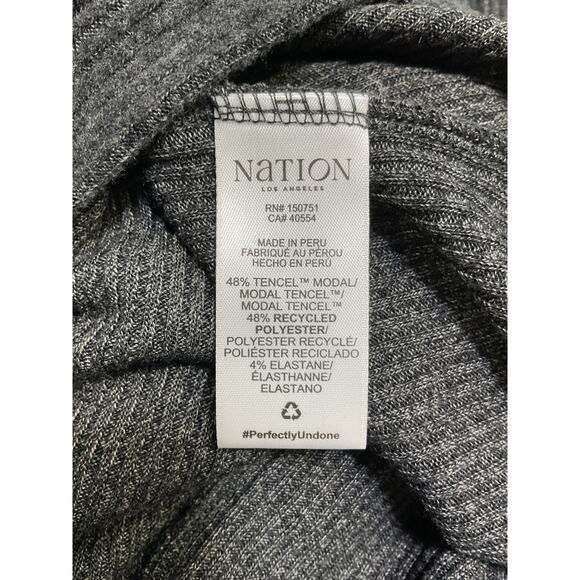 NATION
LOS ANGELES
RN# 150751
CA# 40554
MADE IN PERU
FABRIQUÉ AU PÉROU
HECHO EN PERÚ
48% TENCEL™ MODAL/
MODAL TENCEL™/
MODAL TENCEL™
48% RECYCLED
POLYESTER/
POLYESTER RECYCLÉ/
POLIÉSTER RECICLADO
4% ELASTANE/
ÉLASTHANNE/
ELASTANO
#PerfectlyUndone